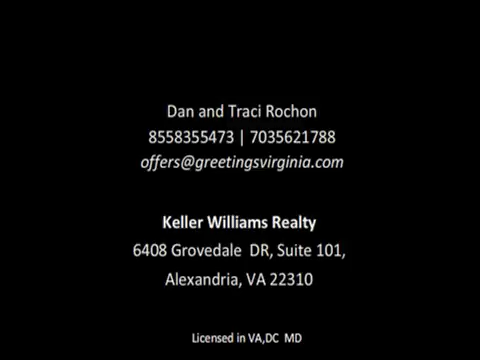 Dan and Traci Rochon
8558355473 | 7035621788
offers@greetingsvirginia.com
Keller Williams Realty
6408 Grovedale  DR, Suite 101,
Alexandria, VA 22310
Licensed in VA,DC  MD